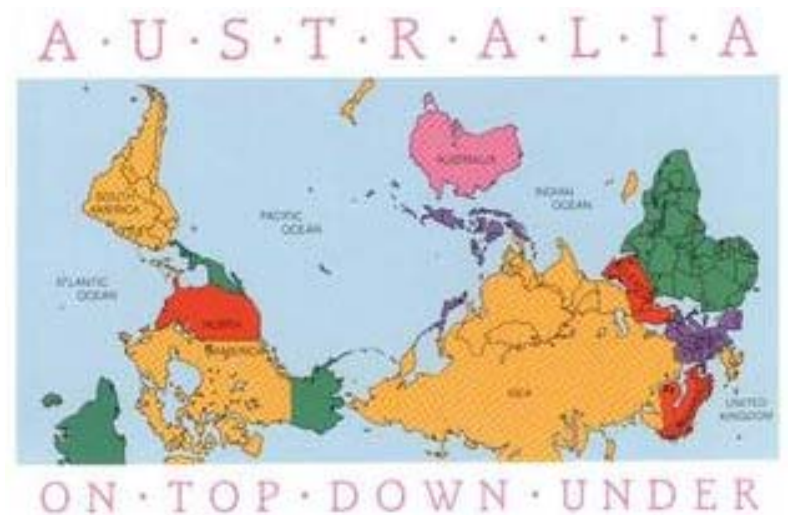 A·U·S·T·R·A·L·I·A
AUSTRALIA
SOUTH
AMERICA
INDIAN
OCEAN
PACIFIC
OCEAN
ATLANTIC
OCEAN
NORTH
AMERICA
ASIA
UNITED
KINGDOM
ON·TOP·DOWN·UNDER